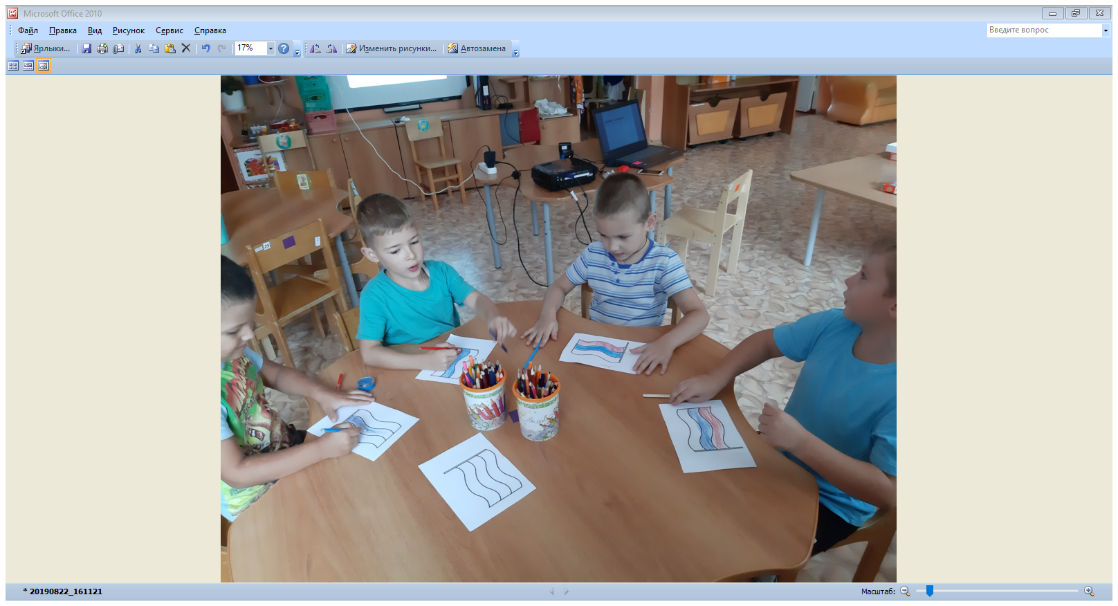 Microsoft Office 2010
Файл Правка Вид Рисунок Сервис Справка
Введите вопрос
Ярлыки... 17% Изменить рисунки... Автозамена
* 20190822_161121
Масштаб: